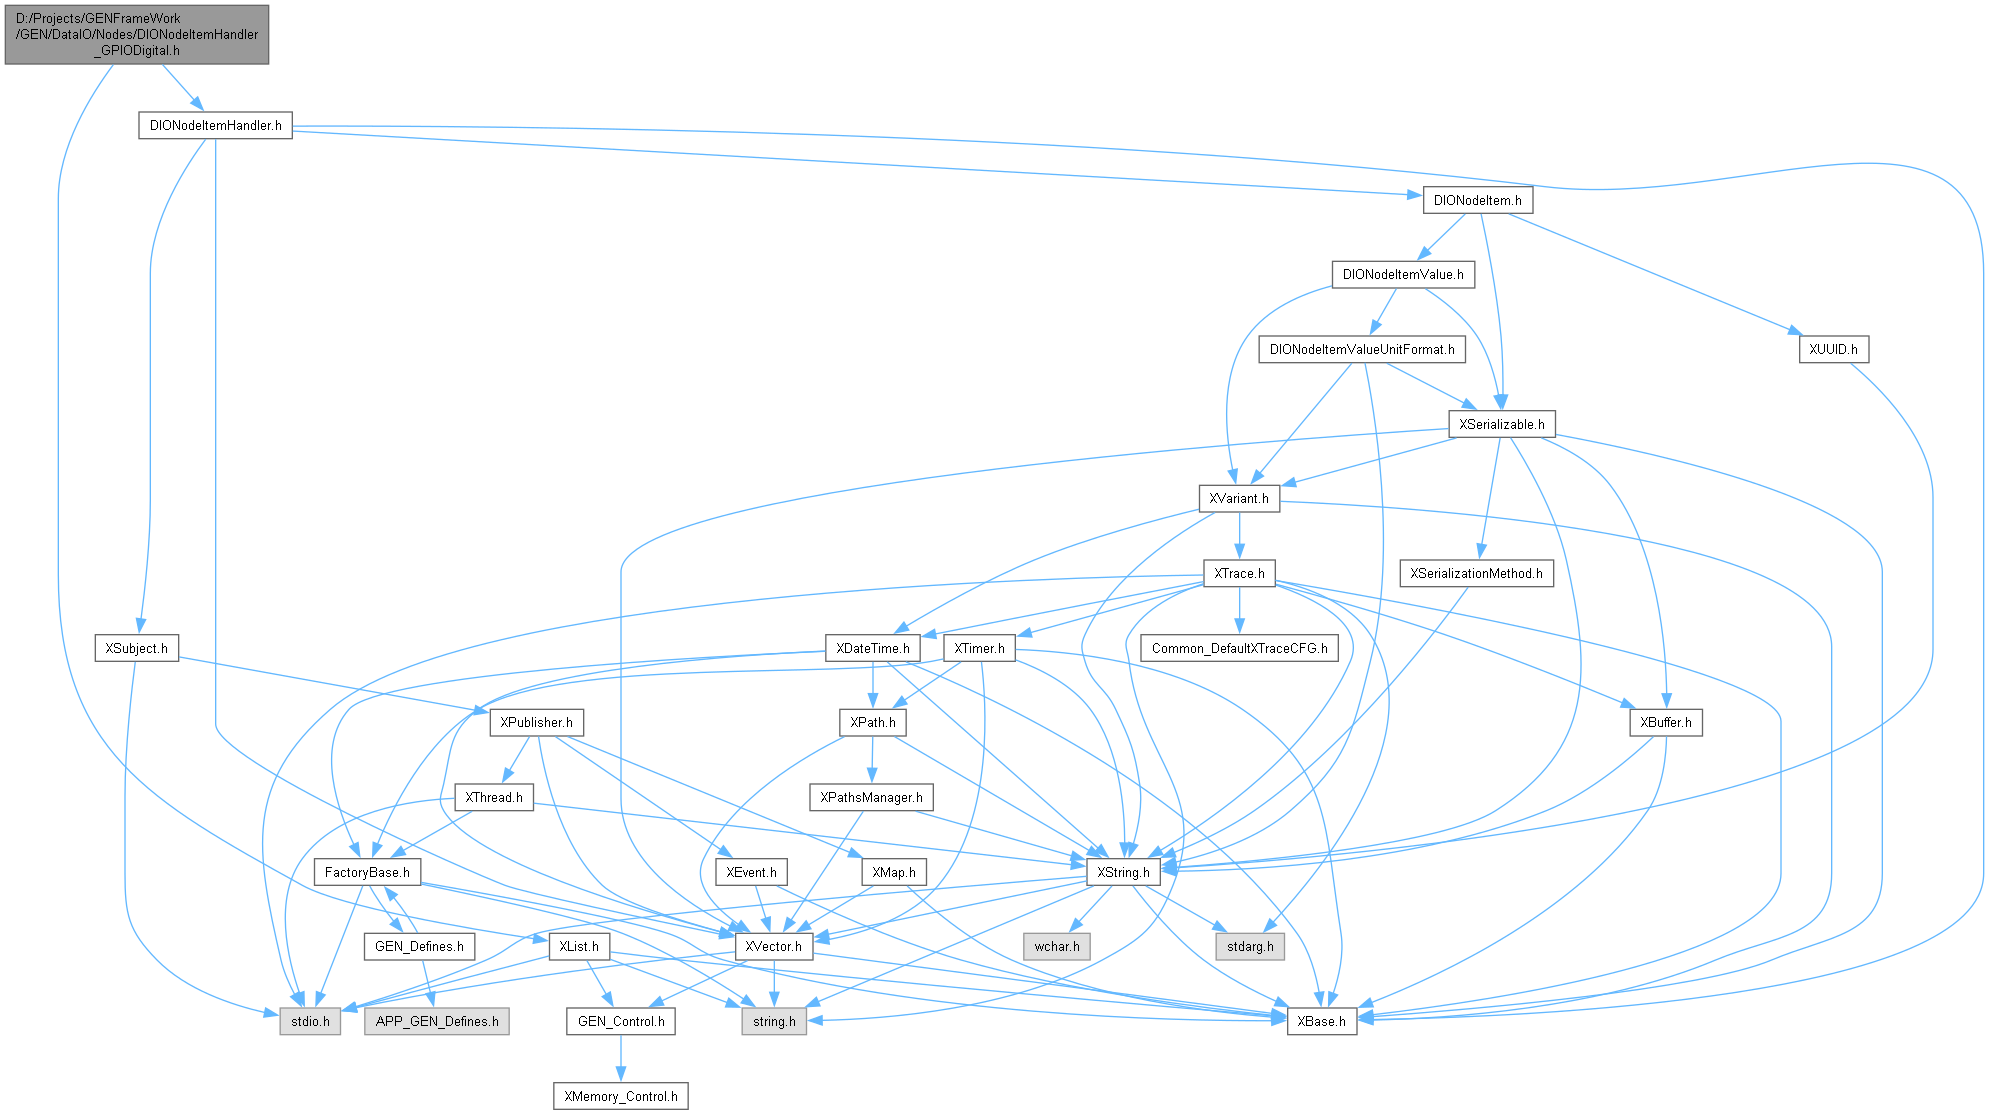 D:/Projects/GENFrameWork
/GEN/DataIO/Nodes/DIONodeItemHandler
_GPIODigital.h
DIONodeItemHandler.h
DIONodeItem.h
DIONodeItemValue.h
DIONodeItemValueUnitFormat.h
XUUID.h
XSerializable.h
XVariant.h
XTrace.h
XSerializationMethod.h
XSubject.h
XDateTime.h
XTimer.h
Common_DefaultXTraceCFG.h
XPublisher.h
XPath.h
XBuffer.h
XThread.h
XPathsManager.h
FactoryBase.h
XEvent.h
XMap.h
XString.h
GEN_Defines.h
XList.h
XVector.h
wchar.h
stdarg.h
stdio.h
APP_GEN_Defines.h
GEN_Control.h
string.h
XBase.h
XMemory_Control.h